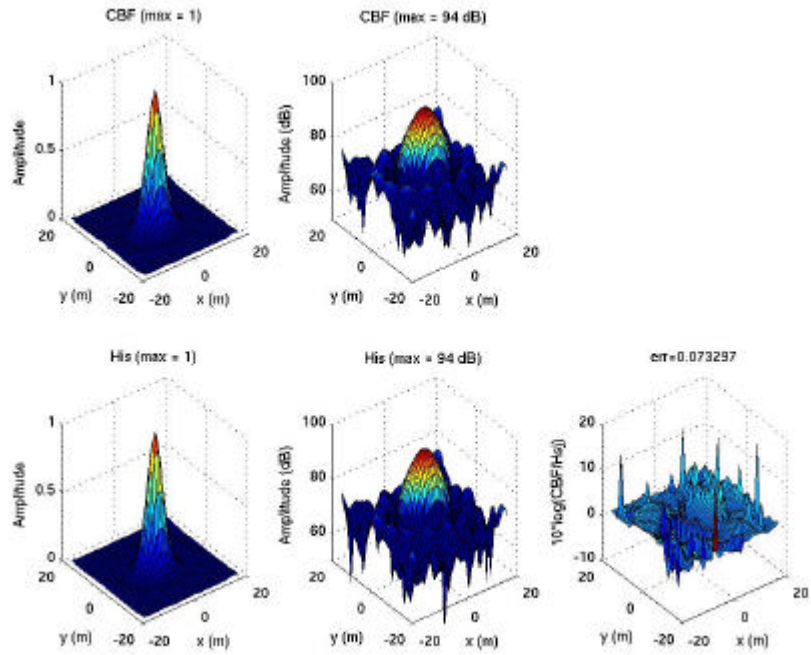 CBF (max = 1)
Amplitude
1
0.5
0
20
0
-20
y (m)
-20
0
20
x (m)
CBF (max = 94 dB)
Amplitude (dB)
100
80
60
20
0
-20
y (m)
-20
0
20
x (m)
His (max = 1)
Amplitude
1
0.5
0
20
0
-20
y (m)
-20
0
20
x (m)
His (max = 94 dB)
Amplitude (dB)
100
80
60
20
0
-20
y (m)
-20
0
20
x (m)
err=0.073297
10*log(CBF/His)
20
10
0
-10
20
0
-20
y (m)
-20
0
20
x (m)